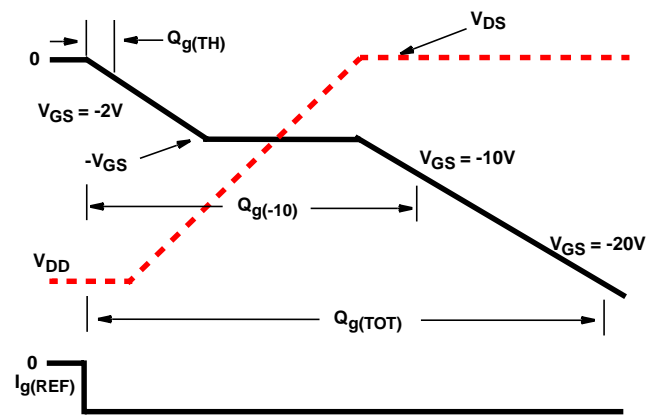 Qg(TH)
VDS
0
VGS = -2V
-VGS
VGS = -10V
Qg(-10)
VGS = -20V
VDD
Qg(TOT)
0
Ig(REF)